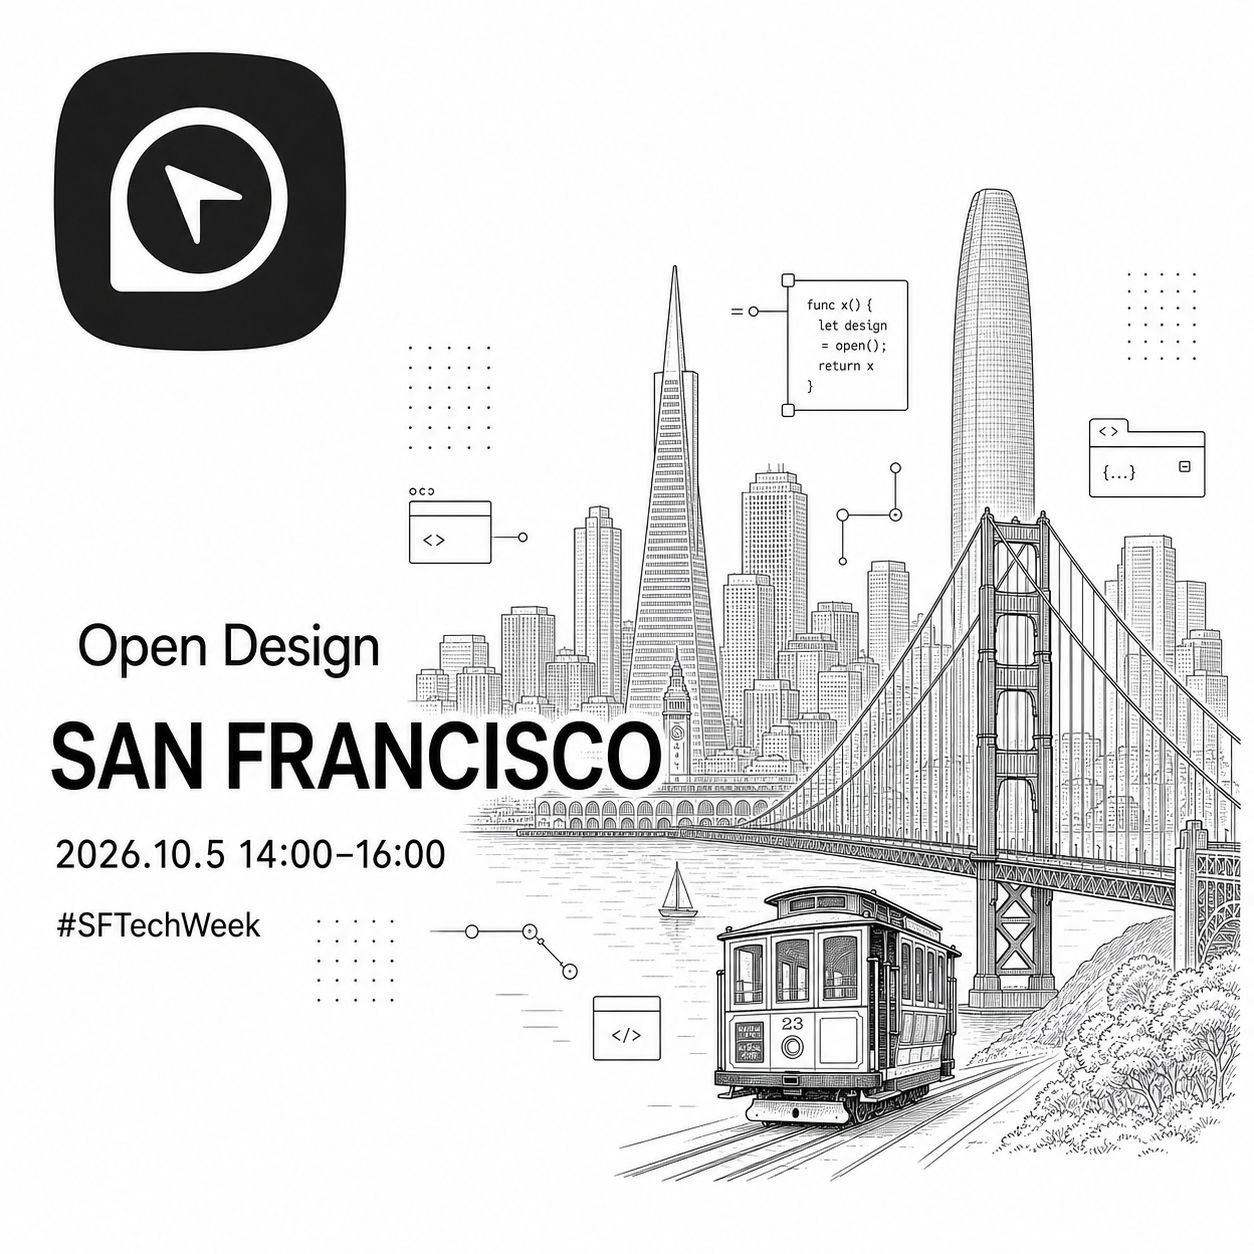 func x() {
let design
= open();
return x
}
<>
{...}
<>
Open Design
SAN FRANCISCO
2026.10.5 14:00–16:00
#SFTechWeek
</>
23